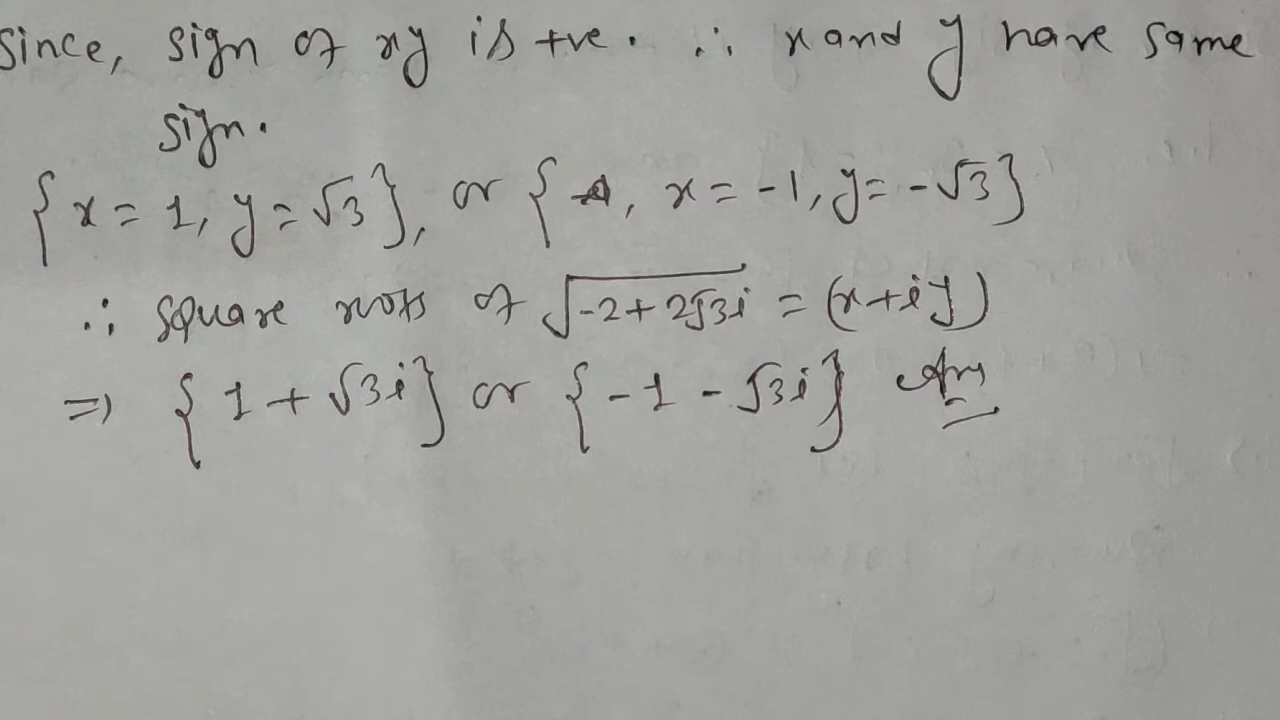 Since, sign of xy is +ve. ∴ x and y have same
sign.
{x = 1, y = √3}, or { , x = -1, y = -√3}
∴ square roots of √-2 + 2√3i = (x + iy)
⇒ {1 + √3i} or {-1 - √3i} Ans